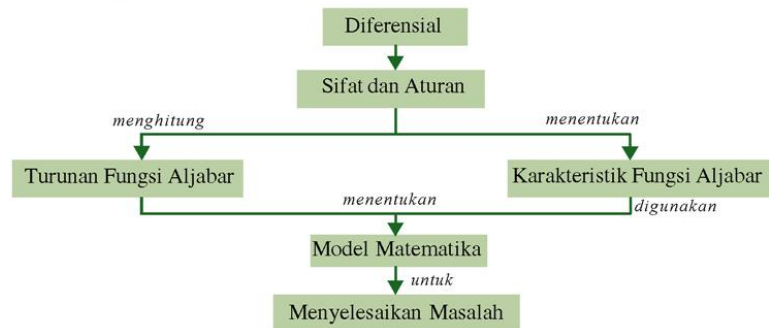 Diferensial
Sifat dan Aturan
menghitung
menentukan
Turunan Fungsi Aljabar
Karakteristik Fungsi Aljabar
menentukan
digunakan
Model Matematika
untuk
Menyelesaikan Masalah